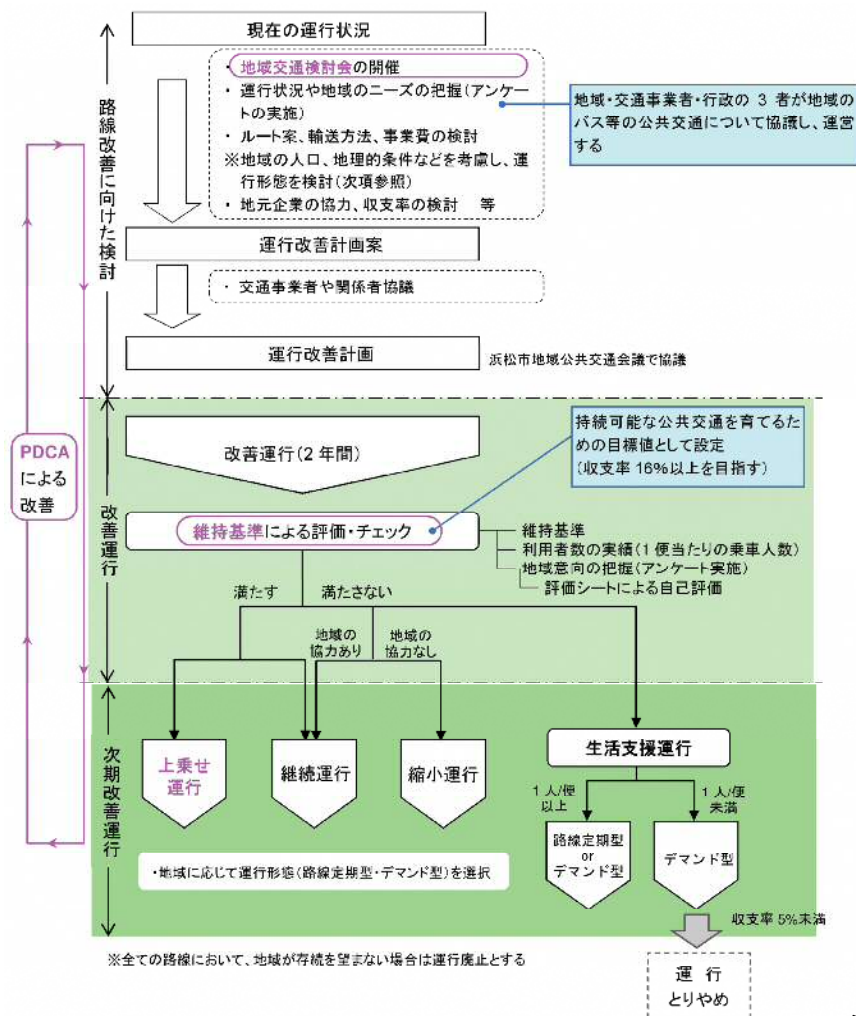 現在の運行状況
・地域交通検討会の開催
・運行状況や地域のニーズの把握(アンケー
トの実施)
・ルート案、輸送方法、事業費の検討
※地域の人口、地理的条件などを考慮し、運
行形態を検討(次項参照)
・地元企業の協力、収支率の検討 等
地域・交通事業者・行政の 3 者が地域の
バス等の公共交通について協議し、運営
する
路線改善に向けた検討
運行改善計画案
・交通事業者や関係者協議
運行改善計画
浜松市地域公共交通会議で協議
PDCA
による
改善
改善運行
改善運行(2 年間)
持続可能な公共交通を育てるた
めの目標値として設定
(収支率 16%以上を目指す)
維持基準による評価・チェック
維持基準
利用者数の実績(1 便当たりの乗車人数)
地域意向の把握(アンケート実施)
評価シートによる自己評価
満たす
満たさない
地域の
協力あり
地域の
協力なし
次期改善運行
上乗せ
運行
継続運行
縮小運行
生活支援運行
1 人/便
以上
1 人/便
未満
路線定期型
or
デマンド型
デマンド型
・地域に応じて運行形態(路線定期型・デマンド型)を選択
収支率 5%未満
※全ての路線において、地域が存続を望まない場合は運行廃止とする
運 行
とりやめ